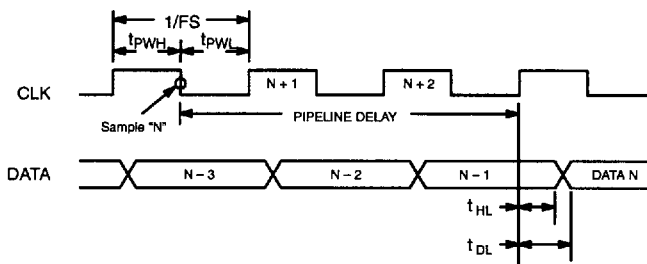 1/FS
tPWH tPWL
CLK
N + 1
N + 2
Sample "N"
PIPELINE DELAY
DATA
N – 3
N – 2
N – 1
DATA N
tHL
tDL